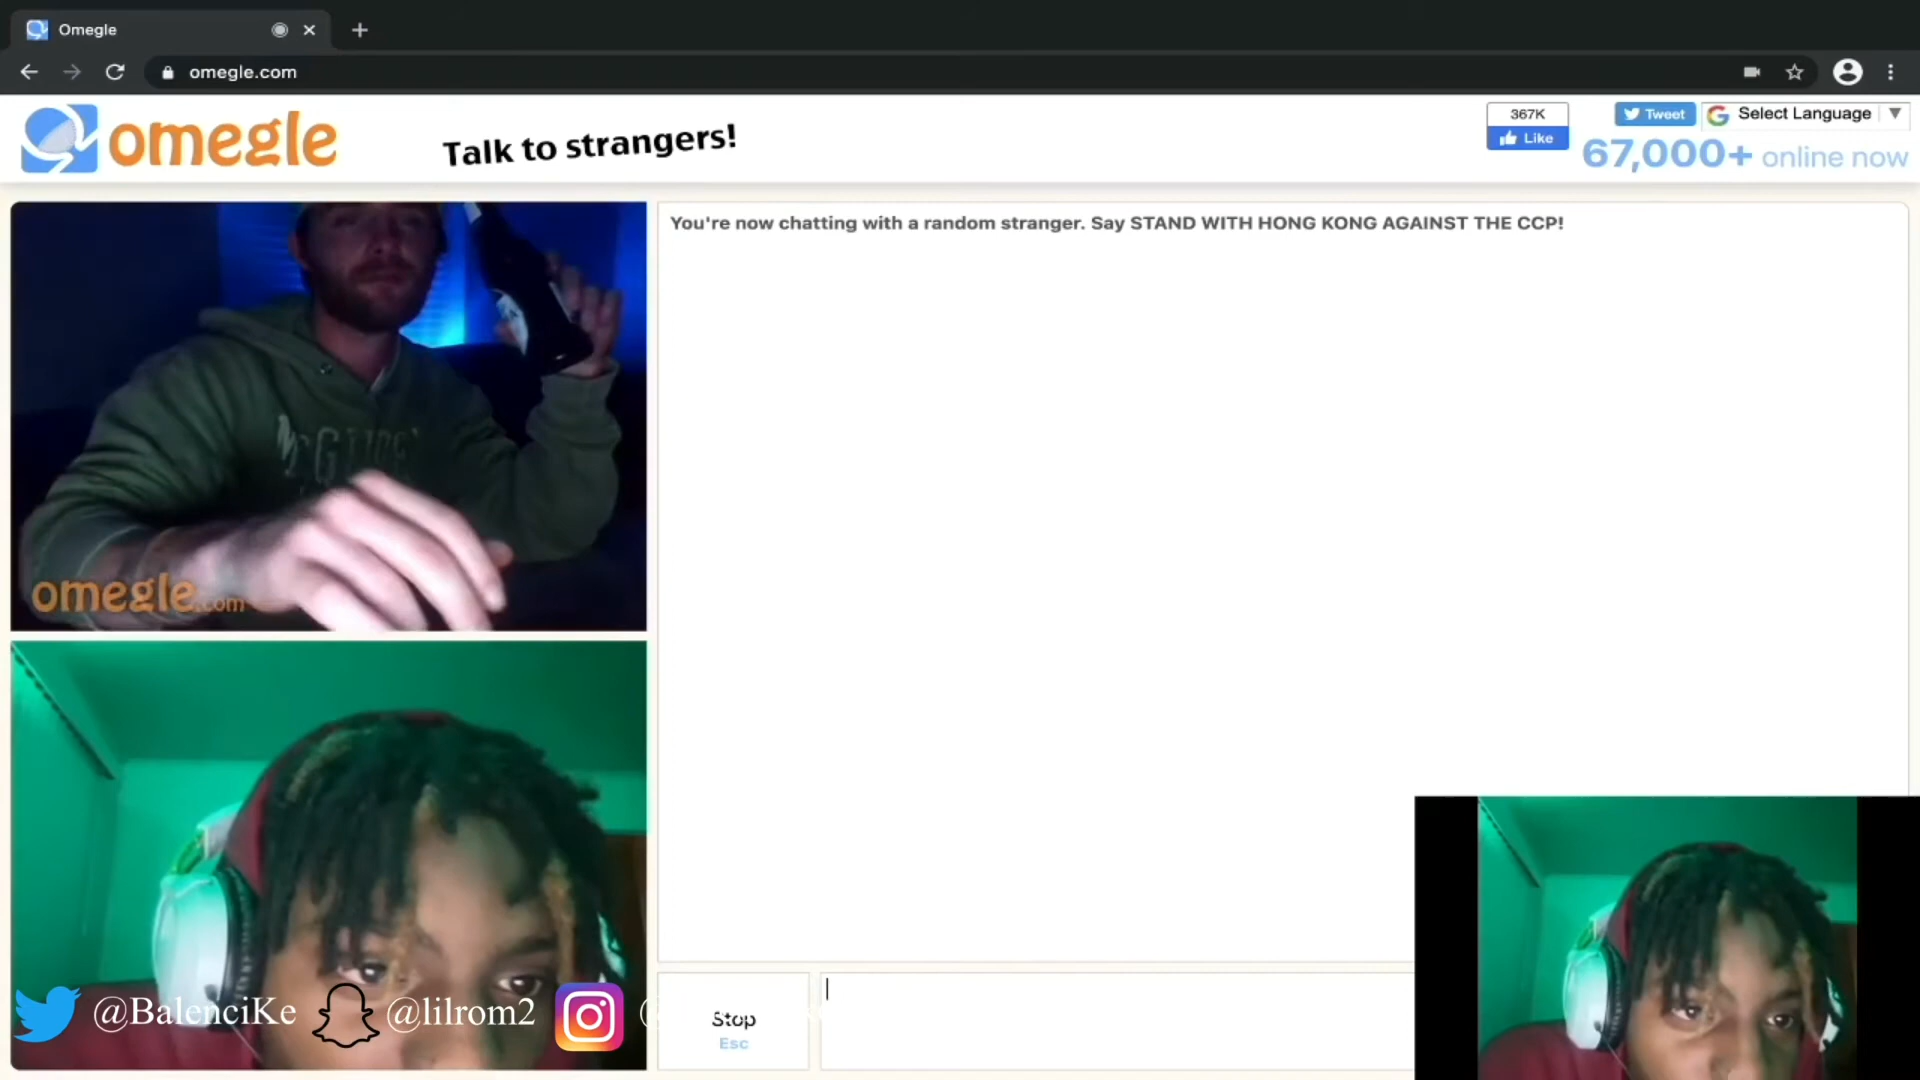 Omegle
omegle.com
omegle
Talk to strangers!
367K
Like
Tweet
Select Language
67,000+ online now
You're now chatting with a random stranger. Say STAND WITH HONG KONG AGAINST THE CCP!
omegle.com
@BalenciKe
@lilrom2
Stop
Esc